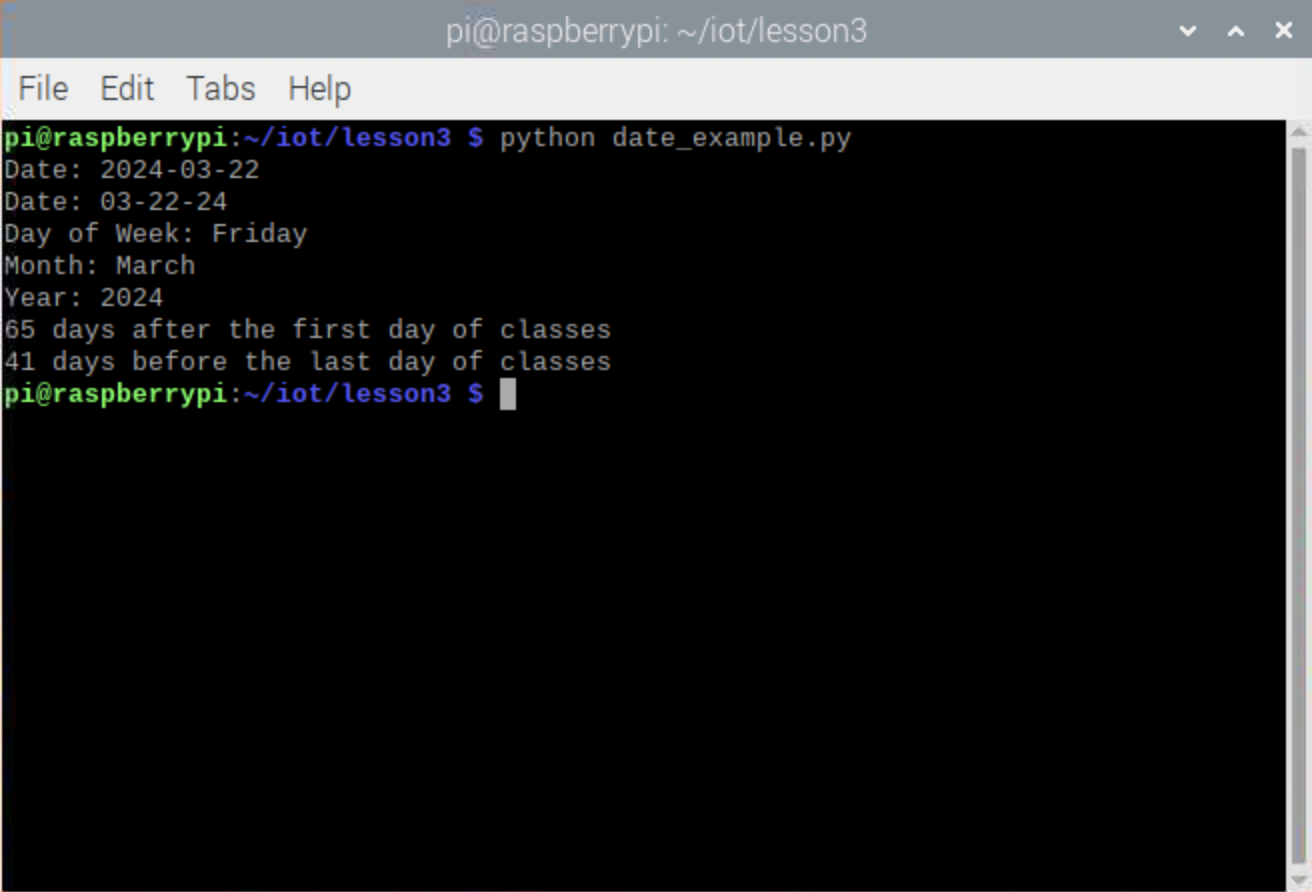 pi@raspberrypi: ~/iot/lesson3
File Edit Tabs Help
pi@raspberrypi:~/iot/lesson3 $ python date_example.py
Date: 2024-03-22
Date: 03-22-24
Day of Week: Friday
Month: March
Year: 2024
65 days after the first day of classes
41 days before the last day of classes
pi@raspberrypi:~/iot/lesson3 $